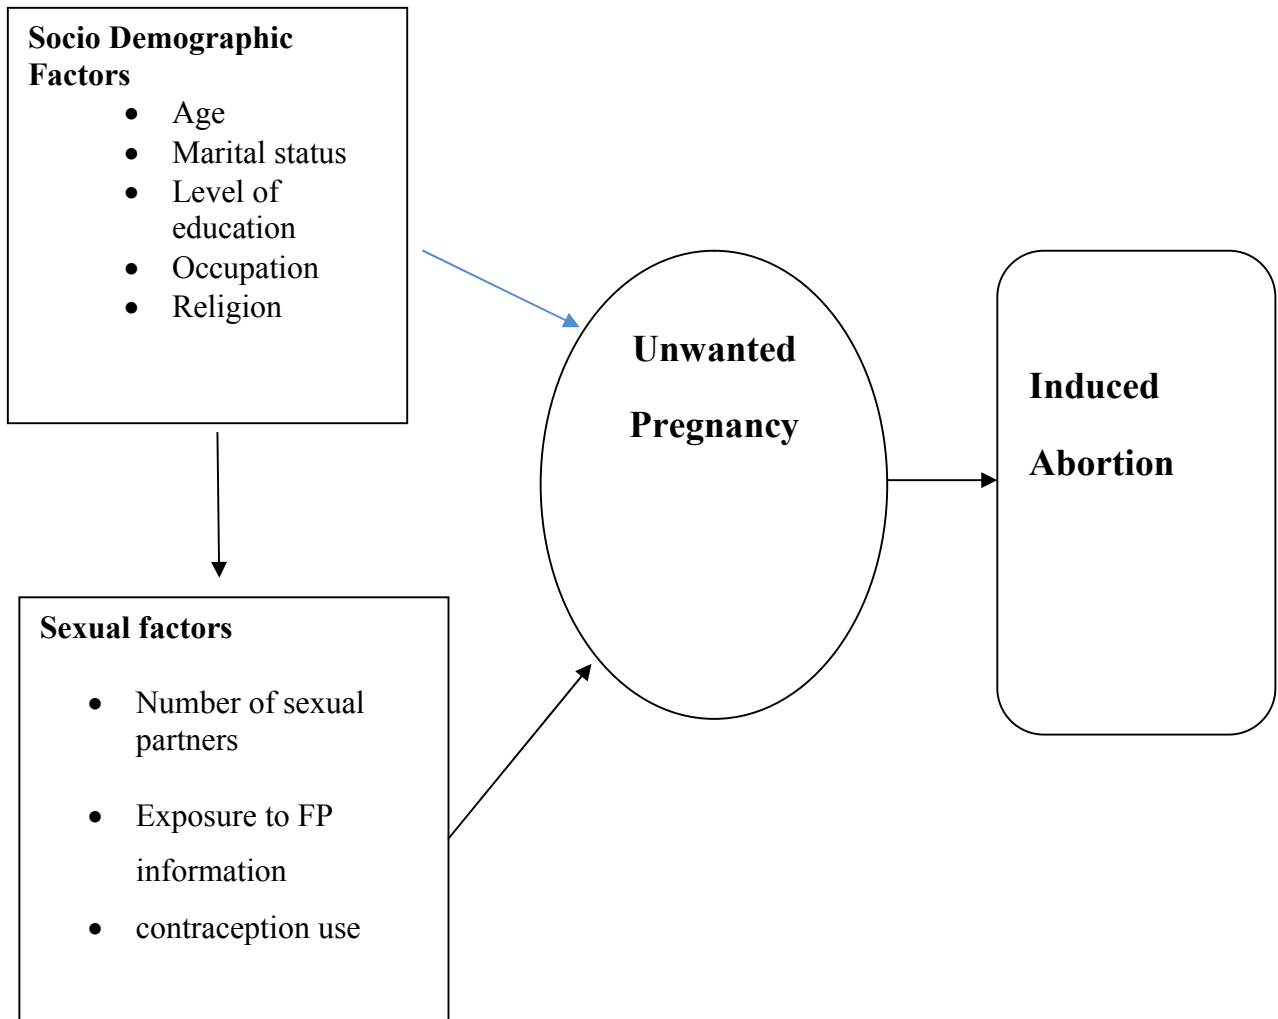 Socio Demographic
Factors
• Age
• Marital status
• Level of
education
• Occupation
• Religion
Unwanted
Pregnancy
Induced
Abortion
Sexual factors
• Number of sexual
partners
• Exposure to FP
information
• contraception use